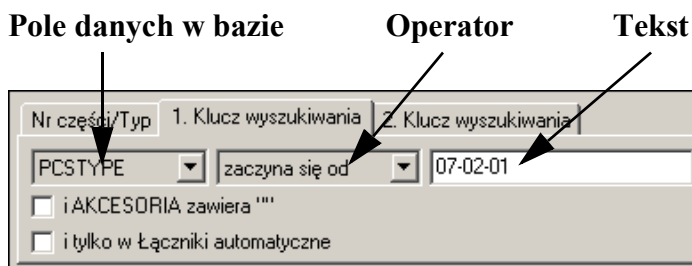 Pole danych w bazie Operator Tekst
Nr części/Typ 1. Klucz wyszukiwania 2. Klucz wyszukiwania
PCSTYPE zaczyna się od 07-02-01
i AKCESORIA zawiera ""
i tylko w Łączniki automatyczne